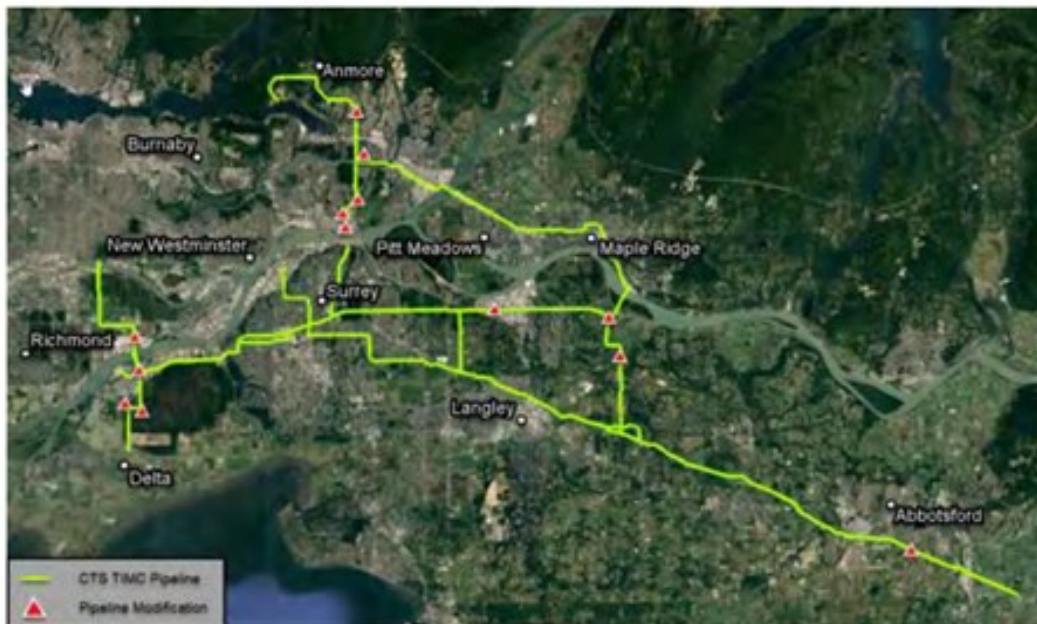 Anmore
Burnaby
New Westminster
Pitt Meadows
Maple Ridge
Surrey
Richmond
Langley
Delta
Abbotsford
CTS TIMC Pipeline
Pipeline Modification